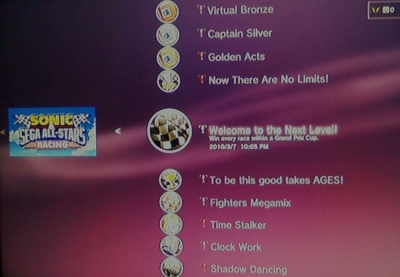 Virtual Bronze
Captain Silver
Golden Acts
Now There Are No Limits!
SONIC
SEGA ALL-STARS
RACING
Welcome to the Next Level!
Win every race within a Grand Prix Cup.
2010/3/7 10:05 PM
To be this good takes AGES!
Fighters Megamix
Time Stalker
Clock Work
Shadow Dancing